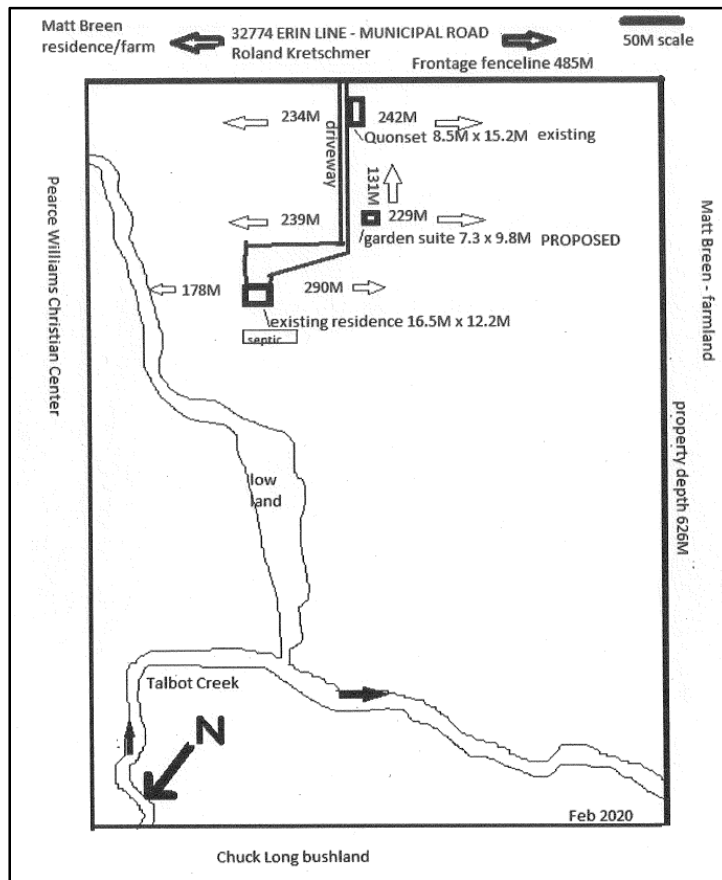 Matt Breen
residence/farm
32774 ERIN LINE - MUNICIPAL ROAD
Roland Kretschmer
50M scale
Frontage fenceline 485M
234M
driveway
242M
Quonset 8.5M x 15.2M existing
131M
239M
229M
garden suite 7.3 x 9.8M PROPOSED
178M
290M
existing residence 16.5M x 12.2M
septic
Pearce Williams Christian Center
Matt Breen - farmland
property depth 626M
low
land
Talbot Creek
N
Feb 2020
Chuck Long bushland